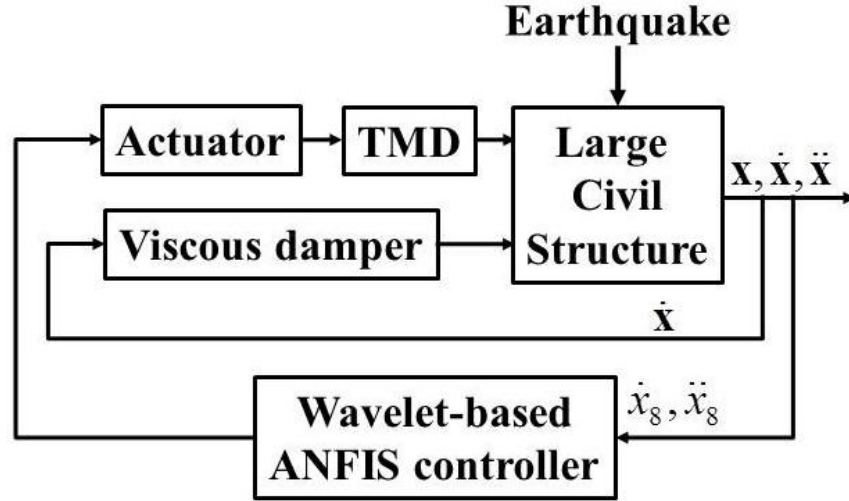 Earthquake
Actuator
TMD
Large
Civil
Structure
𝐱, 𝐱̇, 𝐱̈
Viscous damper
𝐱̇
Wavelet-based
ANFIS controller
ẋ₈, ẍ₈